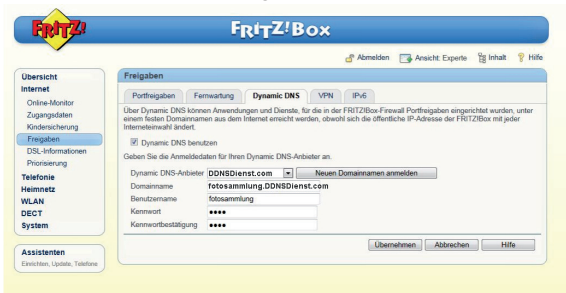 FRITZ!
FRITZ!BOX
Abmelden Ansicht: Experte Inhalt Hilfe
Übersicht
Internet
Online-Monitor
Zugangsdaten
Kindersicherung
Freigaben
DSL-Informationen
Priorisierung
Telefonie
Heimnetz
WLAN
DECT
System
Assistenten
Einrichten, Update, Telefone
Freigaben
Portfreigaben Fernwartung Dynamic DNS VPN IPv6
Über Dynamic DNS können Anwendungen und Dienste, für die in der FRITZ!Box-Firewall Portfreigaben eingerichtet wurden, unter
einem festen Domainnamen aus dem Internet erreicht werden, obwohl sich die öffentliche IP-Adresse der FRITZ!Box mit jeder
Interneteinwahl ändert.
Dynamic DNS benutzen
Geben Sie die Anmeldedaten für Ihren Dynamic DNS-Anbieter an.
Dynamic DNS-Anbieter DDNSDienst.com Neuen Domainnamen anmelden
Domainname fotosammlung.DDNSDienst.com
Benutzername fotosammlung
Kennwort ••••
Kennwortbestätigung ••••
Übernehmen Abbrechen Hilfe